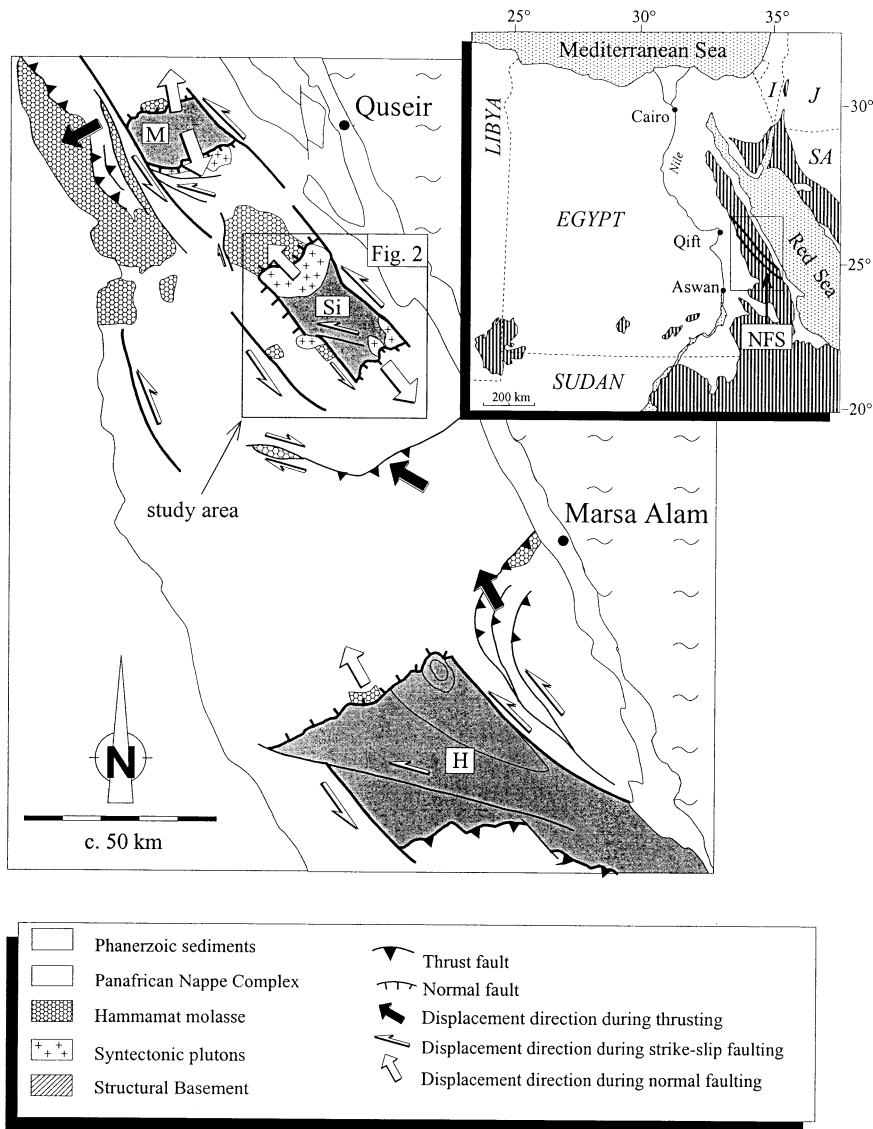 25°
30°
35°
Mediterranean Sea
I
J
30°
Cairo
LIBYA
SA
Nile
EGYPT
Qift
Red Sea
25°
Aswan
NFS
SUDAN
200 km
20°
Quseir
M
Fig. 2
Si
study area
Marsa Alam
H
N
c. 50 km
Phanerzoic sediments
Panafrican Nappe Complex
Hammamat molasse
Syntectonic plutons
Structural Basement
Thrust fault
Normal fault
Displacement direction during thrusting
Displacement direction during strike-slip faulting
Displacement direction during normal faulting